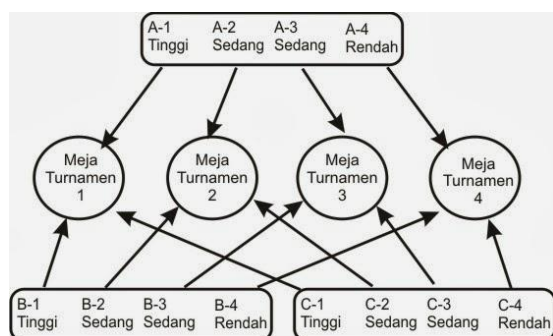 A-1 A-2 A-3 A-4
Tinggi Sedang Sedang Rendah
Meja Turnamen 1
Meja Turnamen 2
Meja Turnamen 3
Meja Turnamen 4
B-1 B-2 B-3 B-4
Tinggi Sedang Sedang Rendah
C-1 C-2 C-3 C-4
Tinggi Sedang Sedang Rendah